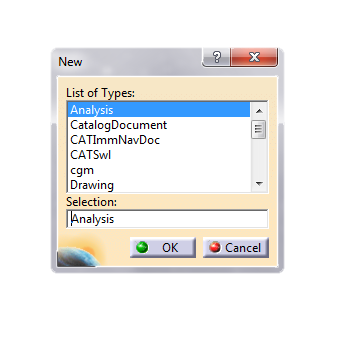 New
?
List of Types:
Analysis
CatalogDocument
CATImmNavDoc
CATSwl
cgm
Drawing
Selection:
Analysis
OK
Cancel